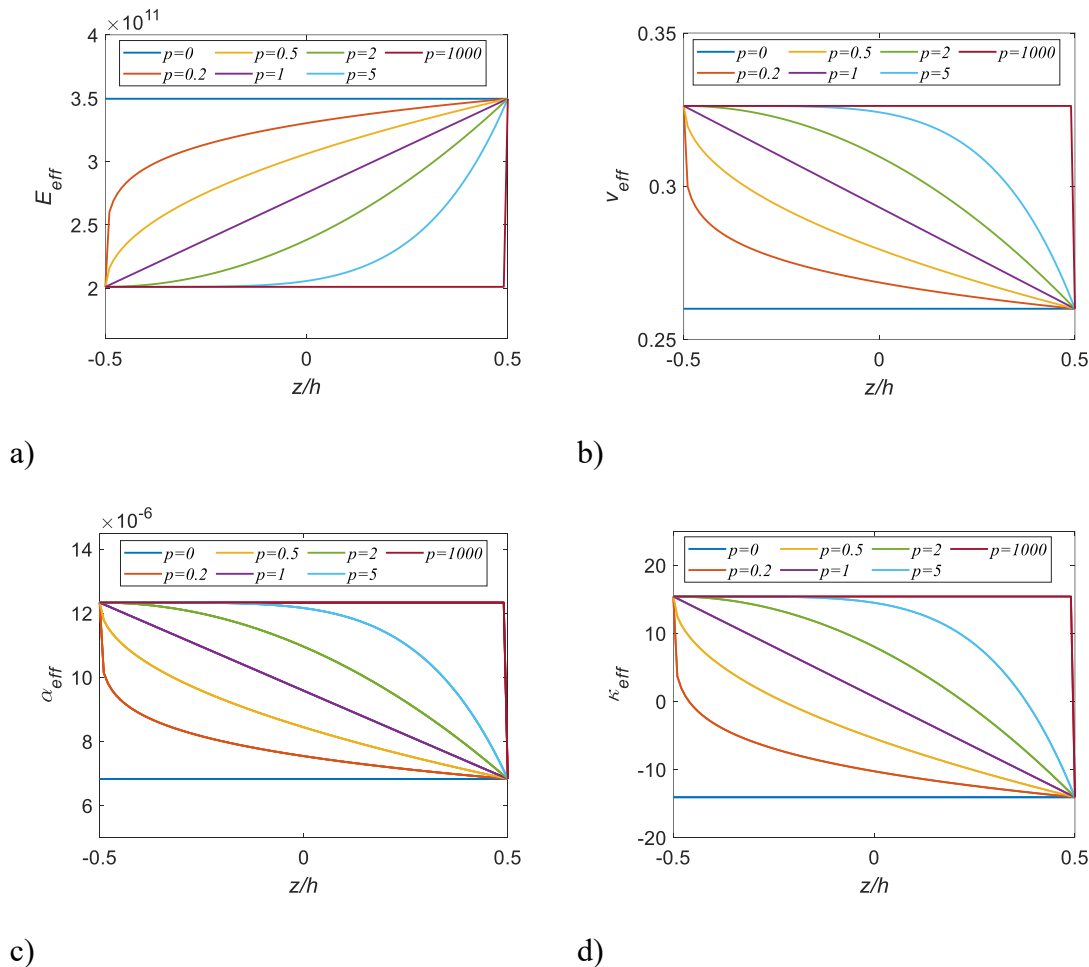 ×10¹¹
4
3.5
3
2.5
2
E_eff
p=0 p=0.5 p=2 p=1000
p=0.2 p=1 p=5
-0.5 0 0.5
z/h
a)
0.35
0.3
0.25
ν_eff
p=0 p=0.5 p=2 p=1000
p=0.2 p=1 p=5
-0.5 0 0.5
z/h
b)
×10⁻⁶
14
12
10
8
6
α_eff
p=0 p=0.5 p=2 p=1000
p=0.2 p=1 p=5
-0.5 0 0.5
z/h
c)
20
10
0
-10
-20
κ_eff
p=0 p=0.5 p=2 p=1000
p=0.2 p=1 p=5
-0.5 0 0.5
z/h
d)